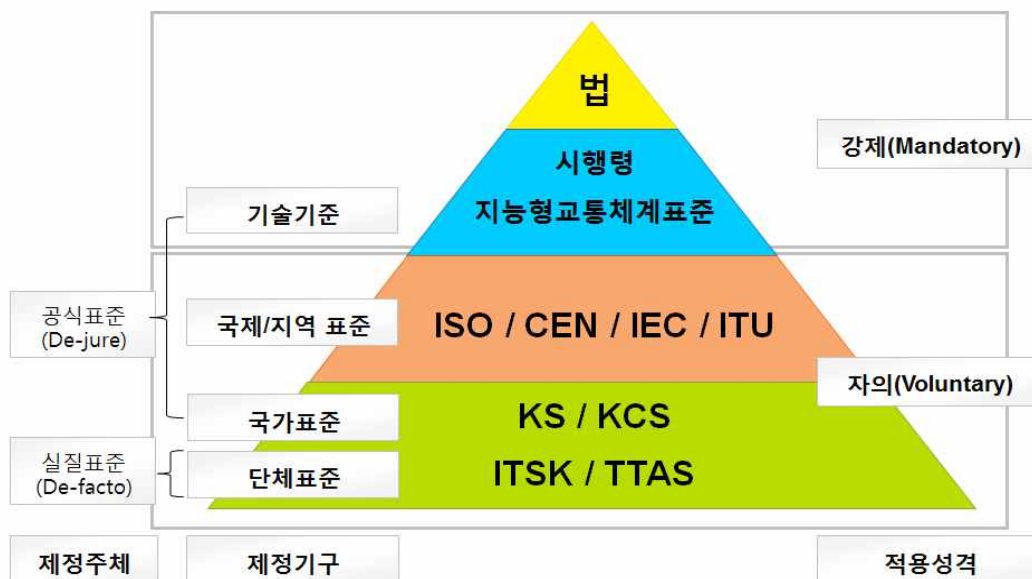 법
강제(Mandatory)
시행령
지능형교통체계표준
기술기준
공식표준
(De-jure)
국제/지역 표준
ISO / CEN / IEC / ITU
자의(Voluntary)
국가표준
KS / KCS
실질표준
(De-facto)
단체표준
ITSK / TTAS
제정주체
제정기구
적용성격